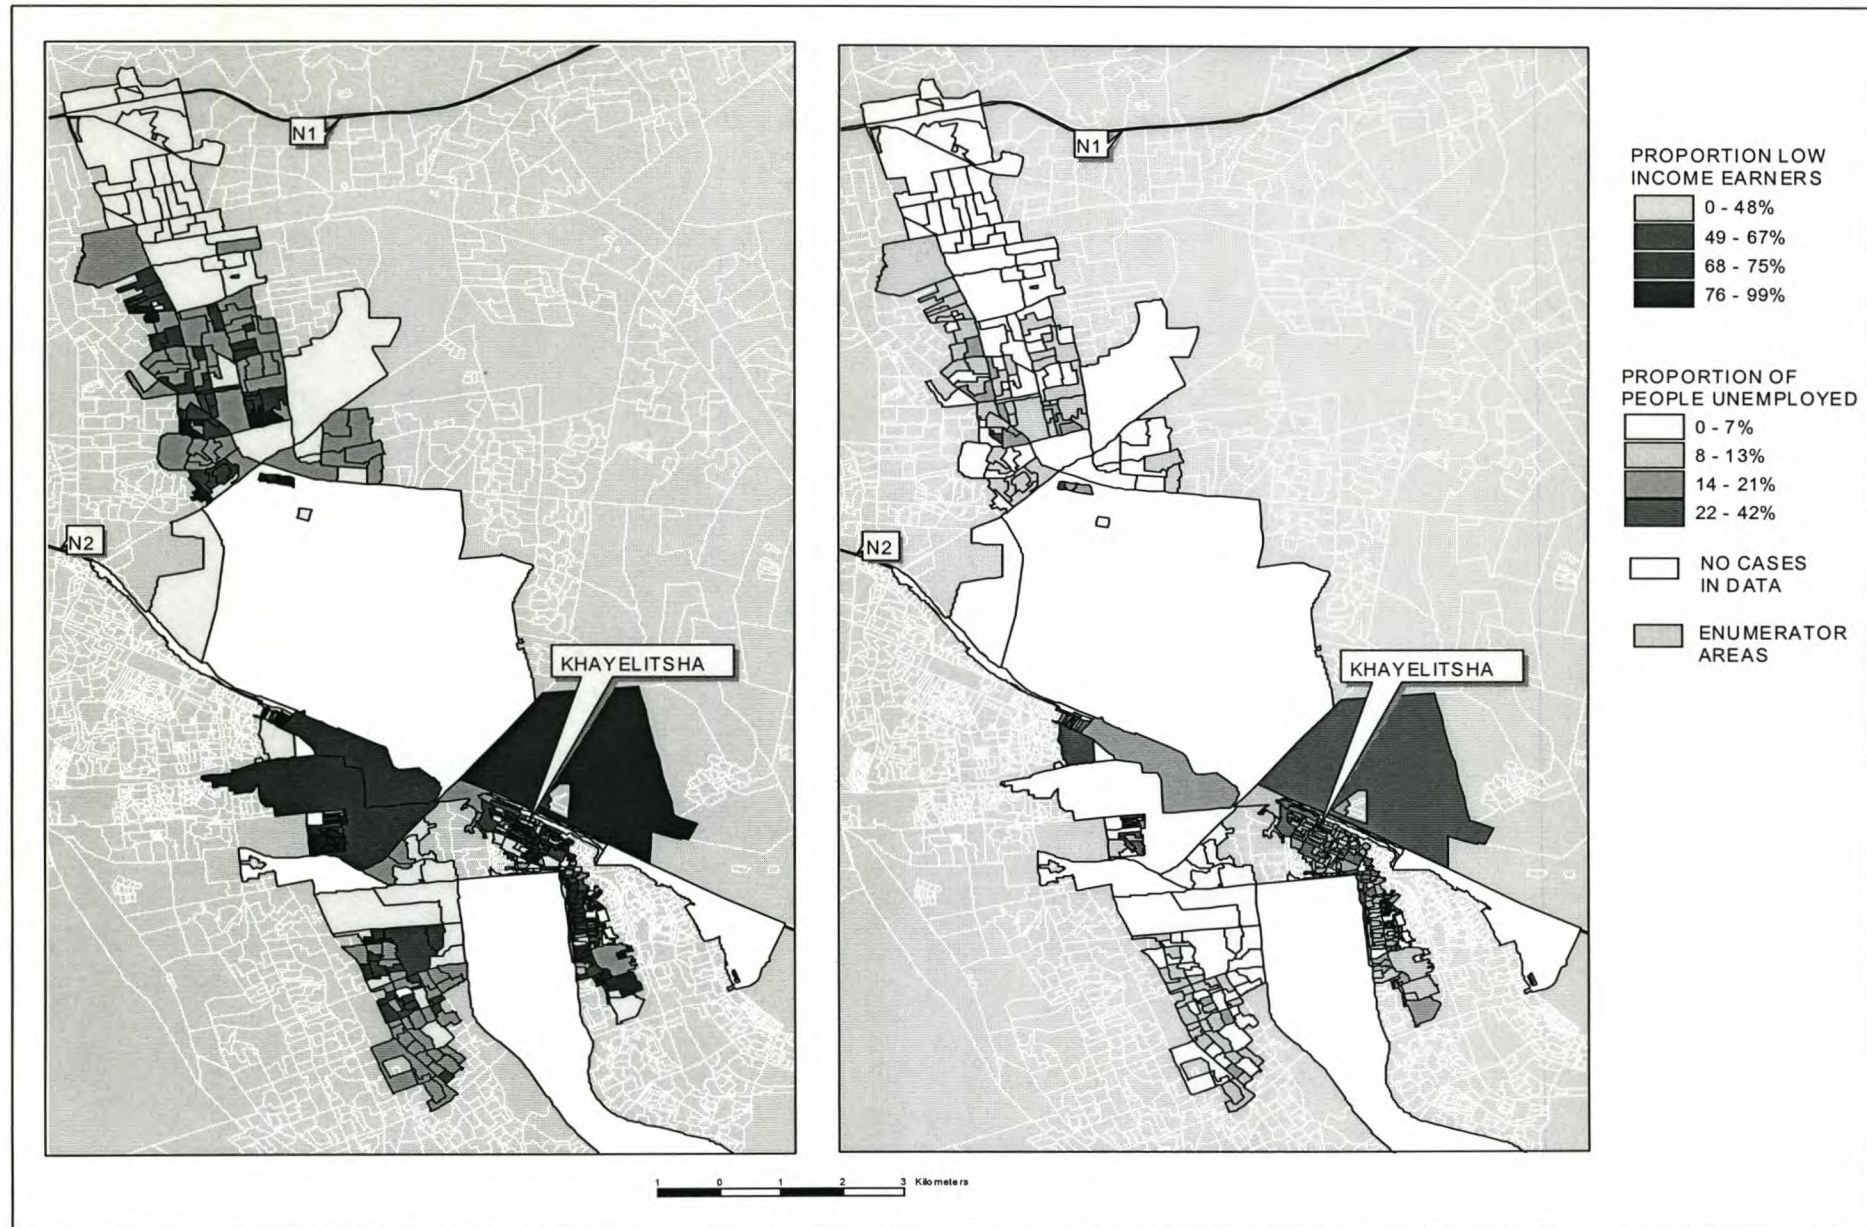 N1
N2
KHAYELITSHA
N1
N2
KHAYELITSHA
PROPORTION LOW
INCOME EARNERS
0 - 48%
49 - 67%
68 - 75%
76 - 99%
PROPORTION OF
PEOPLE UNEMPLOYED
0 - 7%
8 - 13%
14 - 21%
22 - 42%
NO CASES
IN DATA
ENUMERATOR
AREAS
1 0 1 2 3 Kilometers